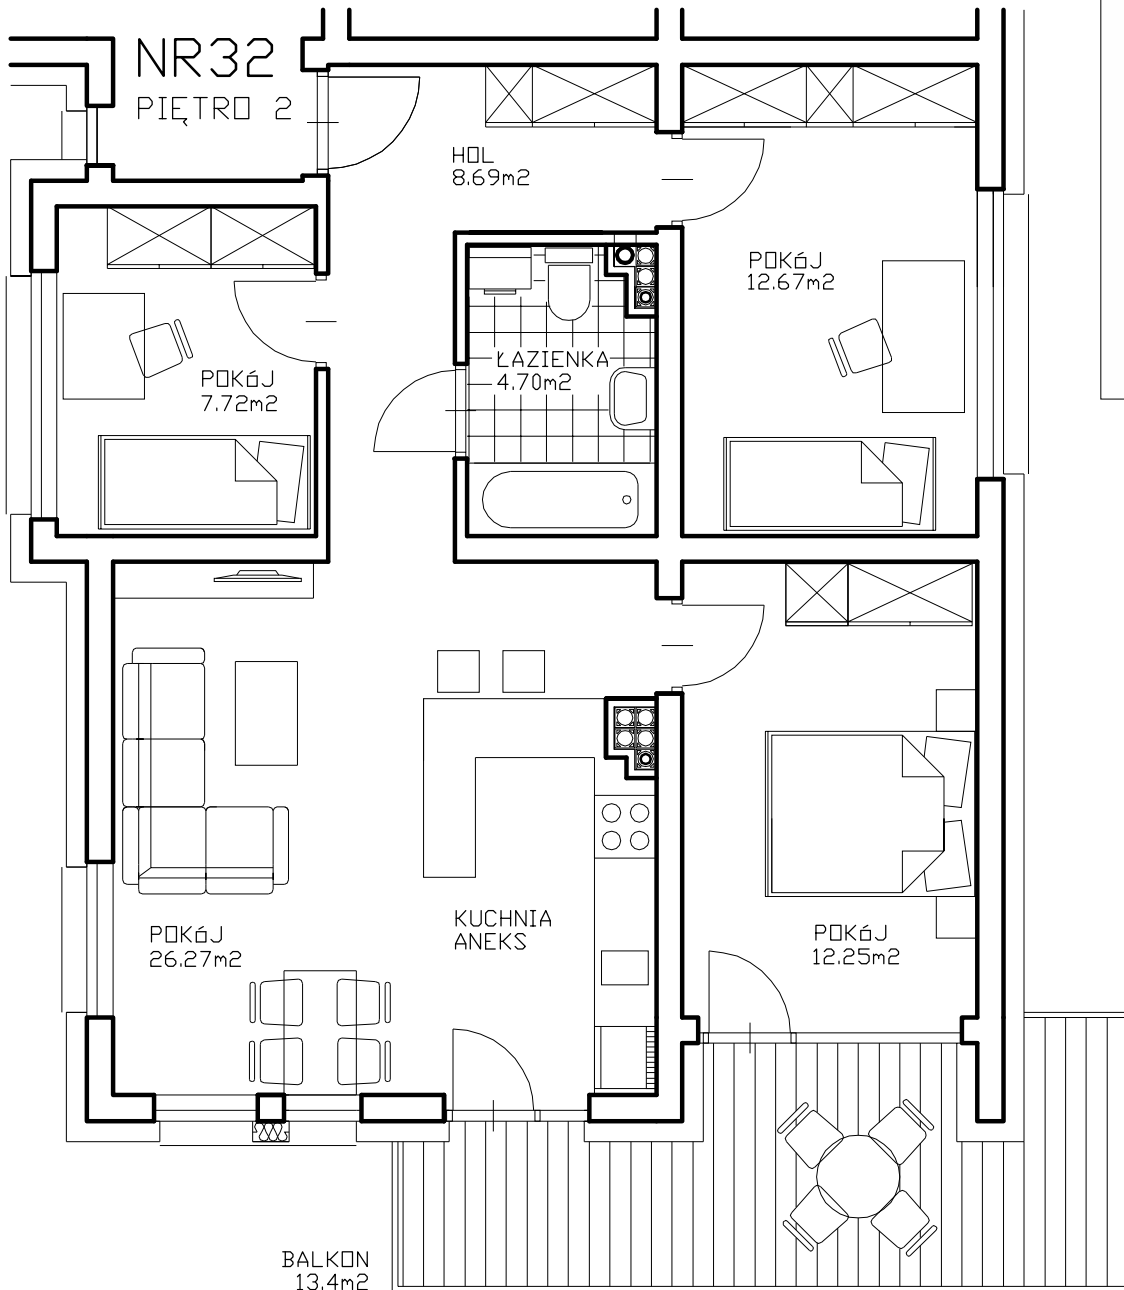 NR32
PIĘTRO 2
HOL
8.69m2
POKÓJ
12.67m2
ŁAZIENKA
4.70m2
POKÓJ
7.72m2
POKÓJ
26.27m2
KUCHNIA
ANEKS
POKÓJ
12.25m2
BALKON
13.4m2